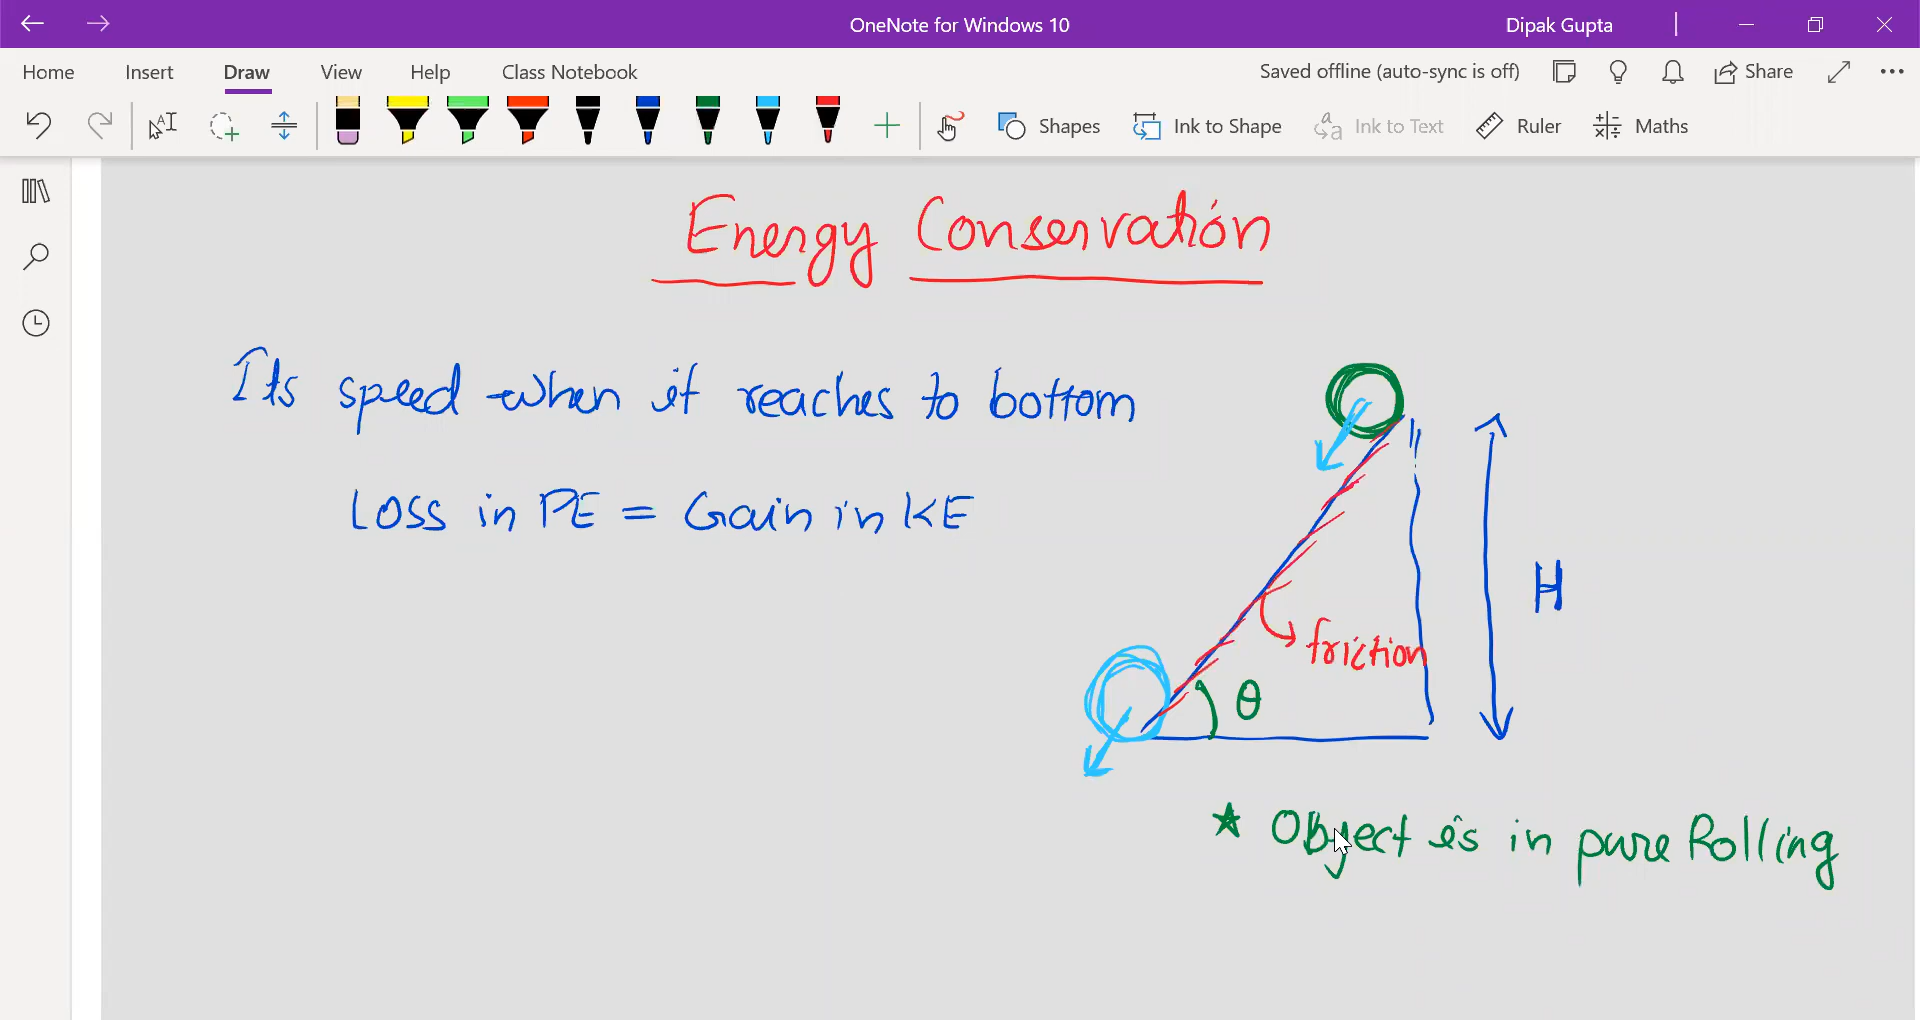 OneNote for Windows 10
Dipak Gupta
Home Insert Draw View Help Class Notebook
Saved offline (auto-sync is off)
Share
Shapes
Ink to Shape
Ink to Text
Ruler
Maths
Energy Conservation
Its speed when it reaches to bottom
Loss in PE = Gain in KE
H
friction
θ
★ Object is in pure Rolling